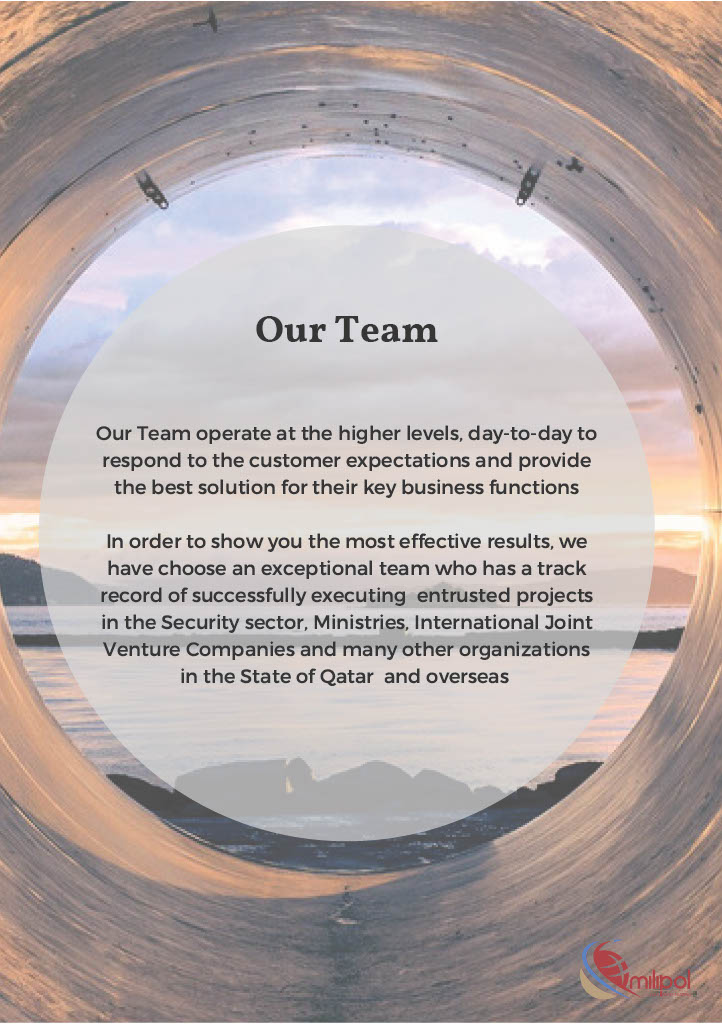 Our Team
Our Team operate at the higher levels, day-to-day to
respond to the customer expectations and provide
the best solution for their key business functions
In order to show you the most effective results, we
have choose an exceptional team who has a track
record of successfully executing entrusted projects
in the Security sector, Ministries, International Joint
Venture Companies and many other organizations
in the State of Qatar and overseas
milipol